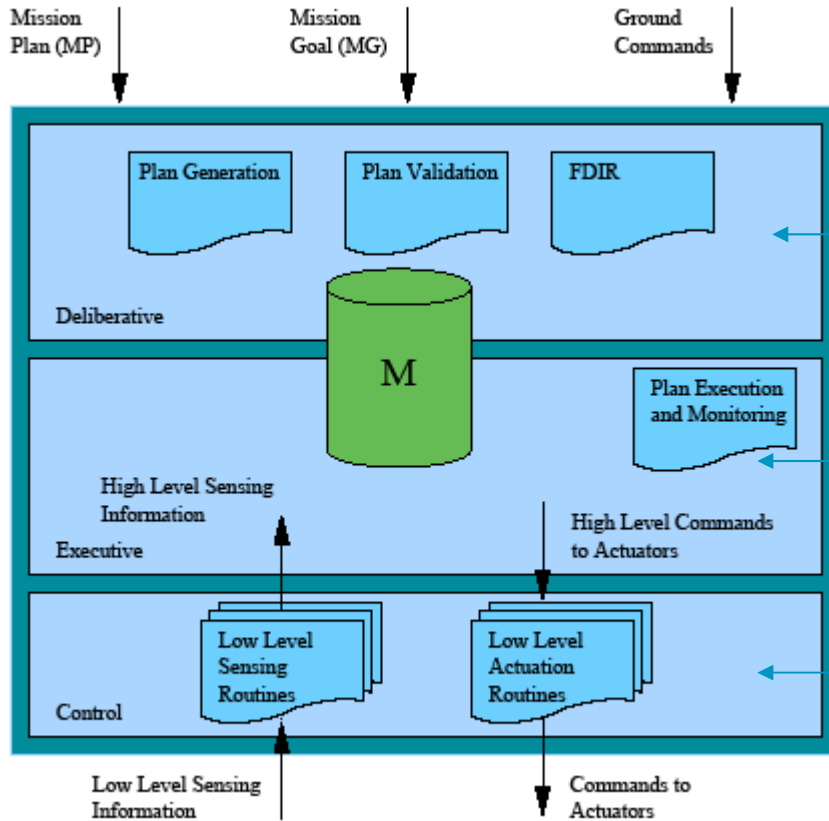 Mission
Plan (MP)
Mission
Goal (MG)
Ground
Commands
Plan Generation
Plan Validation
FDIR
Deliberative
M
Plan Execution
and Monitoring
High Level Sensing
Information
High Level Commands
to Actuators
Executive
Low Level
Sensing
Routines
Low Level
Actuation
Routines
Control
Low Level Sensing
Information
Commands to
Actuators